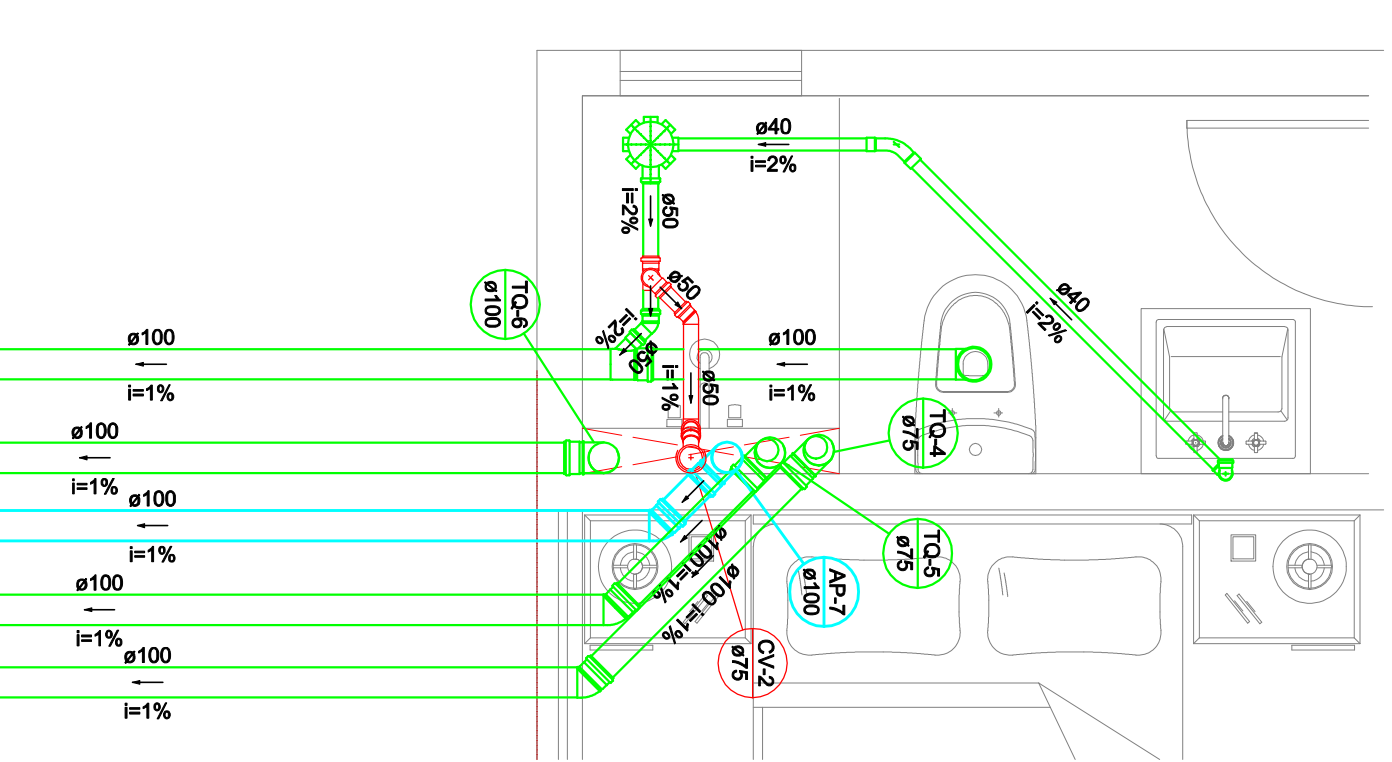 ø40
i=2%
ø50
i=2%
ø50
ø40
i=2%
TQ-6
ø100
i=2%
ø50
ø100
i=1%
ø100
i=1%
ø50
i=1%
TQ-4
ø75
ø100
i=1%
ø100
i=1%
TQ-5
ø75
ø100
i=1%
ø100
i=1%
AP-7
ø100
ø100
i=1%
CV-2
ø75
ø100
i=1%